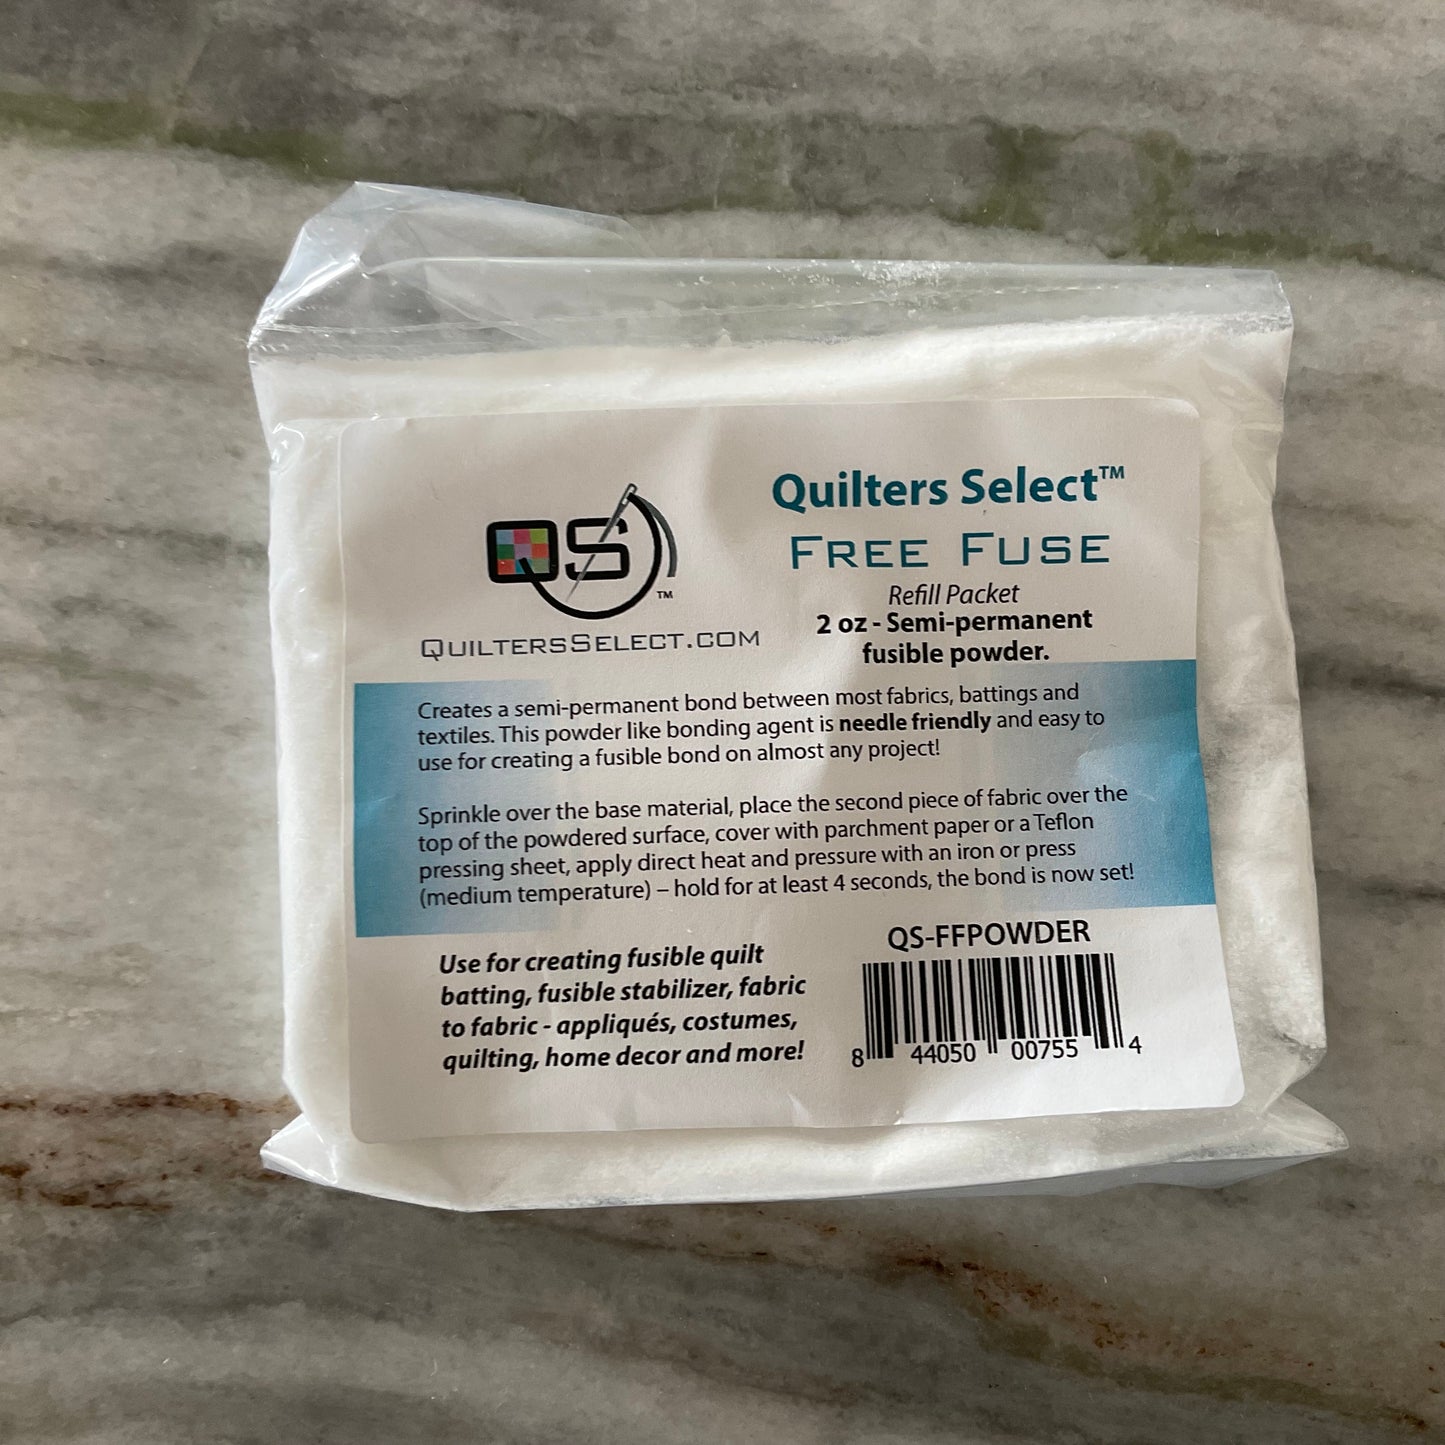 QS™
QUILTERSSELECT.COM
Quilters Select™
FREE FUSE
Refill Packet
2 oz - Semi-permanent
fusible powder.
Creates a semi-permanent bond between most fabrics, battings and
textiles. This powder like bonding agent is needle friendly and easy to
use for creating a fusible bond on almost any project!
Sprinkle over the base material, place the second piece of fabric over the
top of the powdered surface, cover with parchment paper or a Teflon
pressing sheet, apply direct heat and pressure with an iron or press
(medium temperature) – hold for at least 4 seconds, the bond is now set!
Use for creating fusible quilt
batting, fusible stabilizer, fabric
to fabric - appliqués, costumes,
quilting, home decor and more!
QS-FFPOWDER
8 44050 00755 4